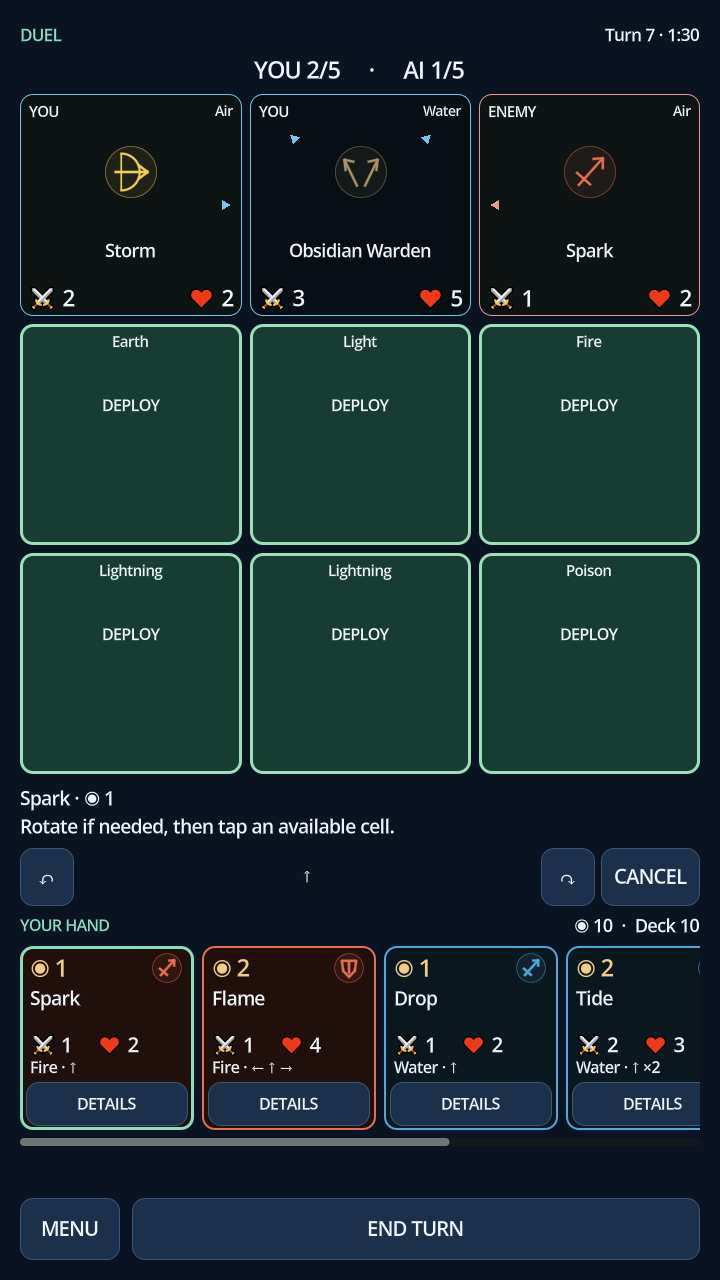 DUEL
Turn 7 · 1:30
YOU 2/5 · AI 1/5
YOU Air
YOU Water
ENEMY Air
Storm
Obsidian Warden
Spark
2 2
3 5
1 2
Earth
Light
Fire
DEPLOY
DEPLOY
DEPLOY
Lightning
Lightning
Poison
DEPLOY
DEPLOY
DEPLOY
Spark · ◉ 1
Rotate if needed, then tap an available cell.
↶ ↑ ↷ CANCEL
YOUR HAND
◉ 10 · Deck 10
◉ 1
◉ 2
◉ 1
◉ 2
Spark
Flame
Drop
Tide
1 2
1 4
1 2
2 3
Fire · ↑
Fire · ← ↑ →
Water · ↑
Water · ↑ ×2
DETAILS
DETAILS
DETAILS
DETAILS
MENU
END TURN